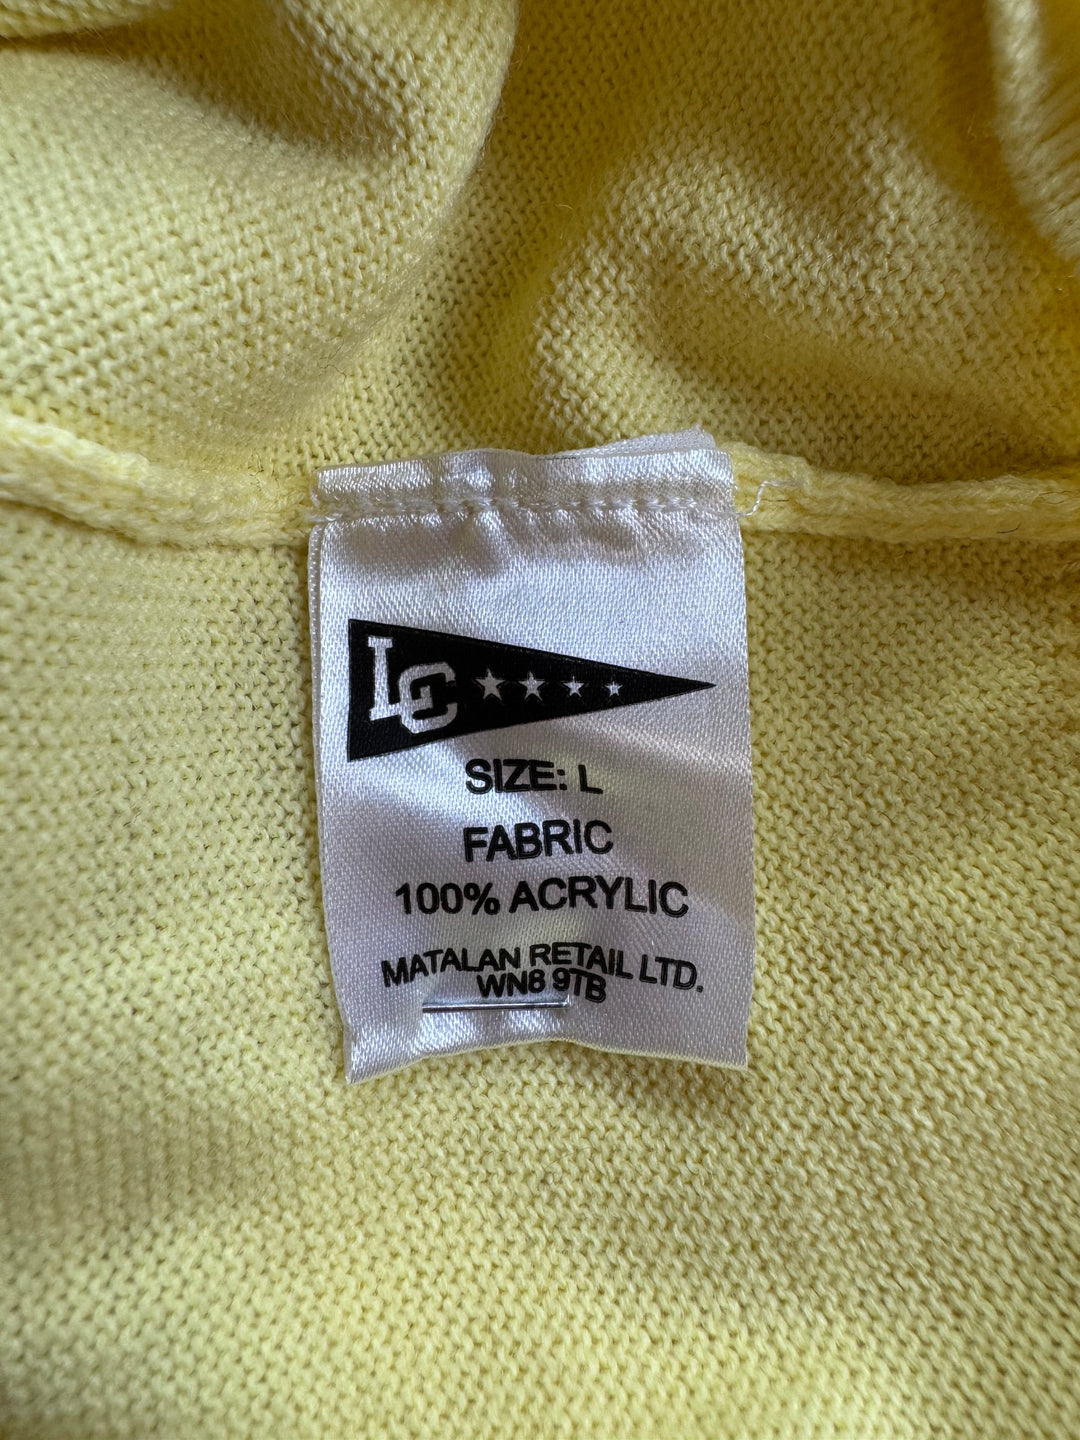 LC
SIZE: L
FABRIC
100% ACRYLIC
MATALAN RETAIL LTD.
WN8 9TB